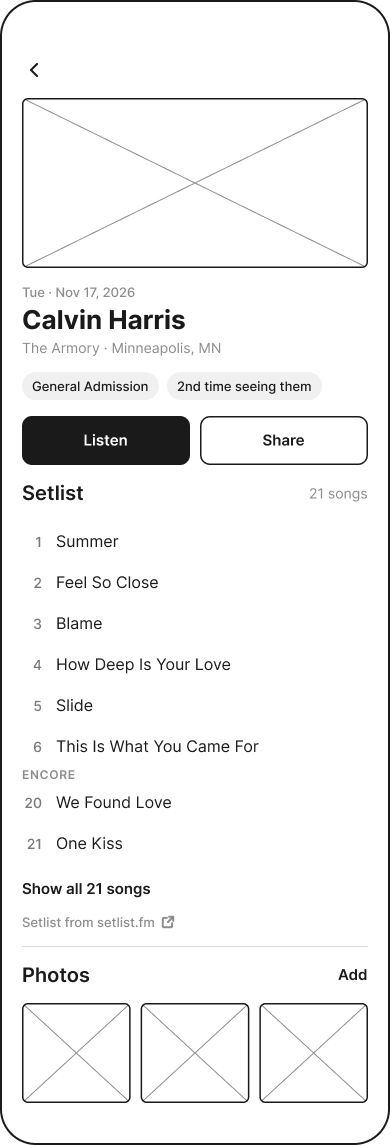 Tue · Nov 17, 2026
Calvin Harris
The Armory · Minneapolis, MN
General Admission
2nd time seeing them
Listen
Share
Setlist
21 songs
1 Summer
2 Feel So Close
3 Blame
4 How Deep Is Your Love
5 Slide
6 This Is What You Came For
ENCORE
20 We Found Love
21 One Kiss
Show all 21 songs
Setlist from setlist.fm
Photos
Add